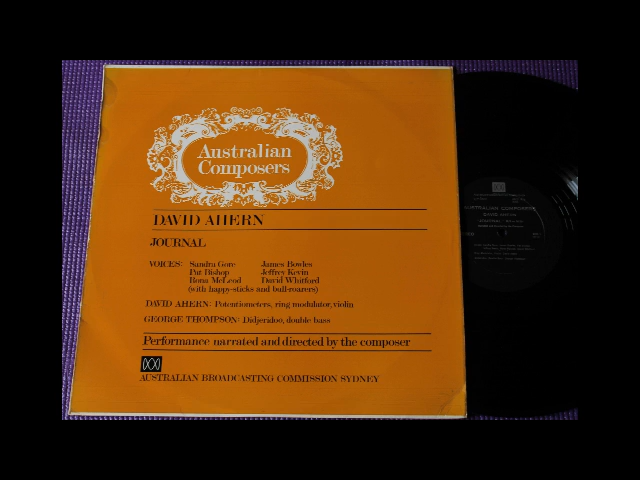 Australian
Composers
DAVID AHERN
JOURNAL
VOICES: Sandra Gore James Bowles
Pat Bishop Jeffrey Kevin
Rona McLeod David Whitford
(with happy-sticks and bull-roarers)
DAVID AHERN: Potentiometers, ring modulator, violin
GEORGE THOMPSON: Didjeridoo, double bass
Performance narrated and directed by the composer
AUSTRALIAN BROADCASTING COMMISSION SYDNEY
AUSTRALIAN COMPOSERS
DAVID AHERN